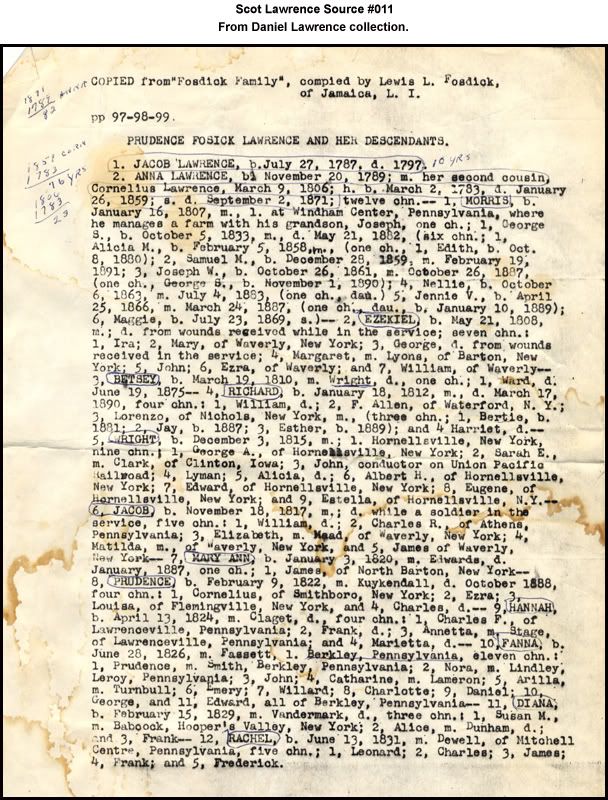 Scot Lawrence Source #011
From Daniel Lawrence collection.
COPIED from"Fosdick Family", compied by Lewis L. Fosdick,
of Jamaica, L. I.
1871
1789 ANNA
82
pp 97-98-99.
PRUDENCE FOSICK LAWRENCE AND HER DESCENDANTS.
1859 CORN
1783
76 YRS
1806
1783
23
1. JACOB LAWRENCE, b.July 27, 1787, d. 1797. 10 YRS
2. ANNA LAWRENCE, b. November 20, 1789; m. her second cousin,
Cornelius Lawrence, March 9, 1806; h. b. March 2, 1783, d. January
26, 1859; s. d. September 2, 1871; twelve chn.-- 1, MORRIS, b.
January 16, 1807, m., 1. at Windham Center, Pennsylvania, where
he manages a farm with his grandson, Joseph, one ch.; 1, George
S., b. October 5, 1833, m., d. May 21, 1882, (six chn.; 1,
Alicia M., b. February 5, 1858,m., (one ch., 1, Edith, b. Oct.
8, 1880); 2, Samuel M., b. December 28, 1859, m. February 19,
1891; 3, Joseph W., b. October 26, 1861, m. October 26, 1887,
(one ch., George S., b. November 1, 1890); 4, Nellie, b. October
6, 1863, m. July 4, 1883, (one ch., dau.) 5, Jennie V., b. April
25, 1866, m. March 24, 1887, (one ch., dau., b. January 10, 1889);
6, Maggie, b. July 23, 1869, s.)-- 2, EZEKIEL, b. May 21, 1808,
m.; d. from wounds received while in the service; seven chn.:
1, Ira; 2, Mary, of Waverly, New York; 3, George, d. from wounds
received in the service; 4, Margaret, m. Lyons, of Barton, New
York; 5, John; 6, Ezra, of Waverly; and 7, William, of Waverly--
3, BETSEY, b. March 19, 1810, m. Wright, d., one ch.; 1, Ward, d.
June 19, 1875-- 4, RICHARD, b. January 18, 1812, m., d. March 17,
1890, four chn.: 1, William, d.; 2, F. Allen, of Waterford, N. Y.;
3, Lorenzo, of Nichols, New York, m., (three chn.; 1, Bertie, b.
1881; 2, Jay, b. 1887; 3, Esther, b. 1889); and 4 Harriet, d.--
5, WRIGHT, b. December 3, 1815, m.; 1. Hornellsville, New York,
nine chn.; 1, George A., of Hornellsville, New York; 2, Sarah E.,
m. Clark, of Clinton, Iowa; 3, John, conductor on Union Pacific
Railroad; 4, Lyman; 5, Alicia, d.; 6, Albert H., of Hornellsville,
New York; 7, Edward, of Hornellsville, New York; 8, Eugene, of
Hornellsville, New York; and 9, Estella, of Hornellsville, N.Y.--
6, JACOB, b. November 18, 1817, m.; d. while a soldier in the
service, five chn.: 1, William, d.; 2, Charles R., of Athens,
Pennsylvania; 3, Elizabeth, m. Maad, of Waverly, New York; 4,
Matilda, m., of Waverly, New York, and 5, James, of Waverly,
New York-- 7, MARY ANN, b. January 3, 1820, m. Edwards, d.
January, 1887, one ch.; 1, James, of North Barton, New York--
8, PRUDENCE, b. February 9, 1822, m. Kuykendall, d. October 1888,
four chn.: 1, Cornelius, of Smithboro, New York; 2, Ezra; 3,
Louisa, of Flemingville, New York, and 4, Charles, d.-- 9, HANNAH,
b. April 13, 1824, m. Claget, d., four chn.: 1, Charles F., of
Lawrenceville, Pennsylvania; 2, Frank, d.; 3, Annetta, m. Stage,
of Lawrenceville, Pennsylvania; and 4, Marietta, d.-- 10, FANNA, b.
June 28, 1826, m. Fassett, 1. Berkley, Pennsylvania, eleven chn.:
1, Prudence, m. Smith, Berkley, Pennsylvania; 2, Nora, m. Lindley,
Leroy, Pennsylvania; 3, John; 4, Catharine, m. Lameron; 5, Arilla,
m. Turnbull; 6, Emery; 7, Willard; 8, Charlotte; 9, Daniel; 10,
George, and 11, Edward, all of Berkley, Pennsylvania-- 11, DIANA,
b. February 15, 1829, m. Vandermark, d., three chn.: 1, Susan M.,
m. Babcock, Hooper's Valley, New York; 2, Alice, m. Dunham, d.;
and 3, Frank-- 12, RACHEL, b. June 13, 1831, m. Dewell, of Mitchell
Centre, Pennsylvania, five chn.; 1, Leonard; 2, Charles; 3, James;
4, Frank; and 5, Frederick.